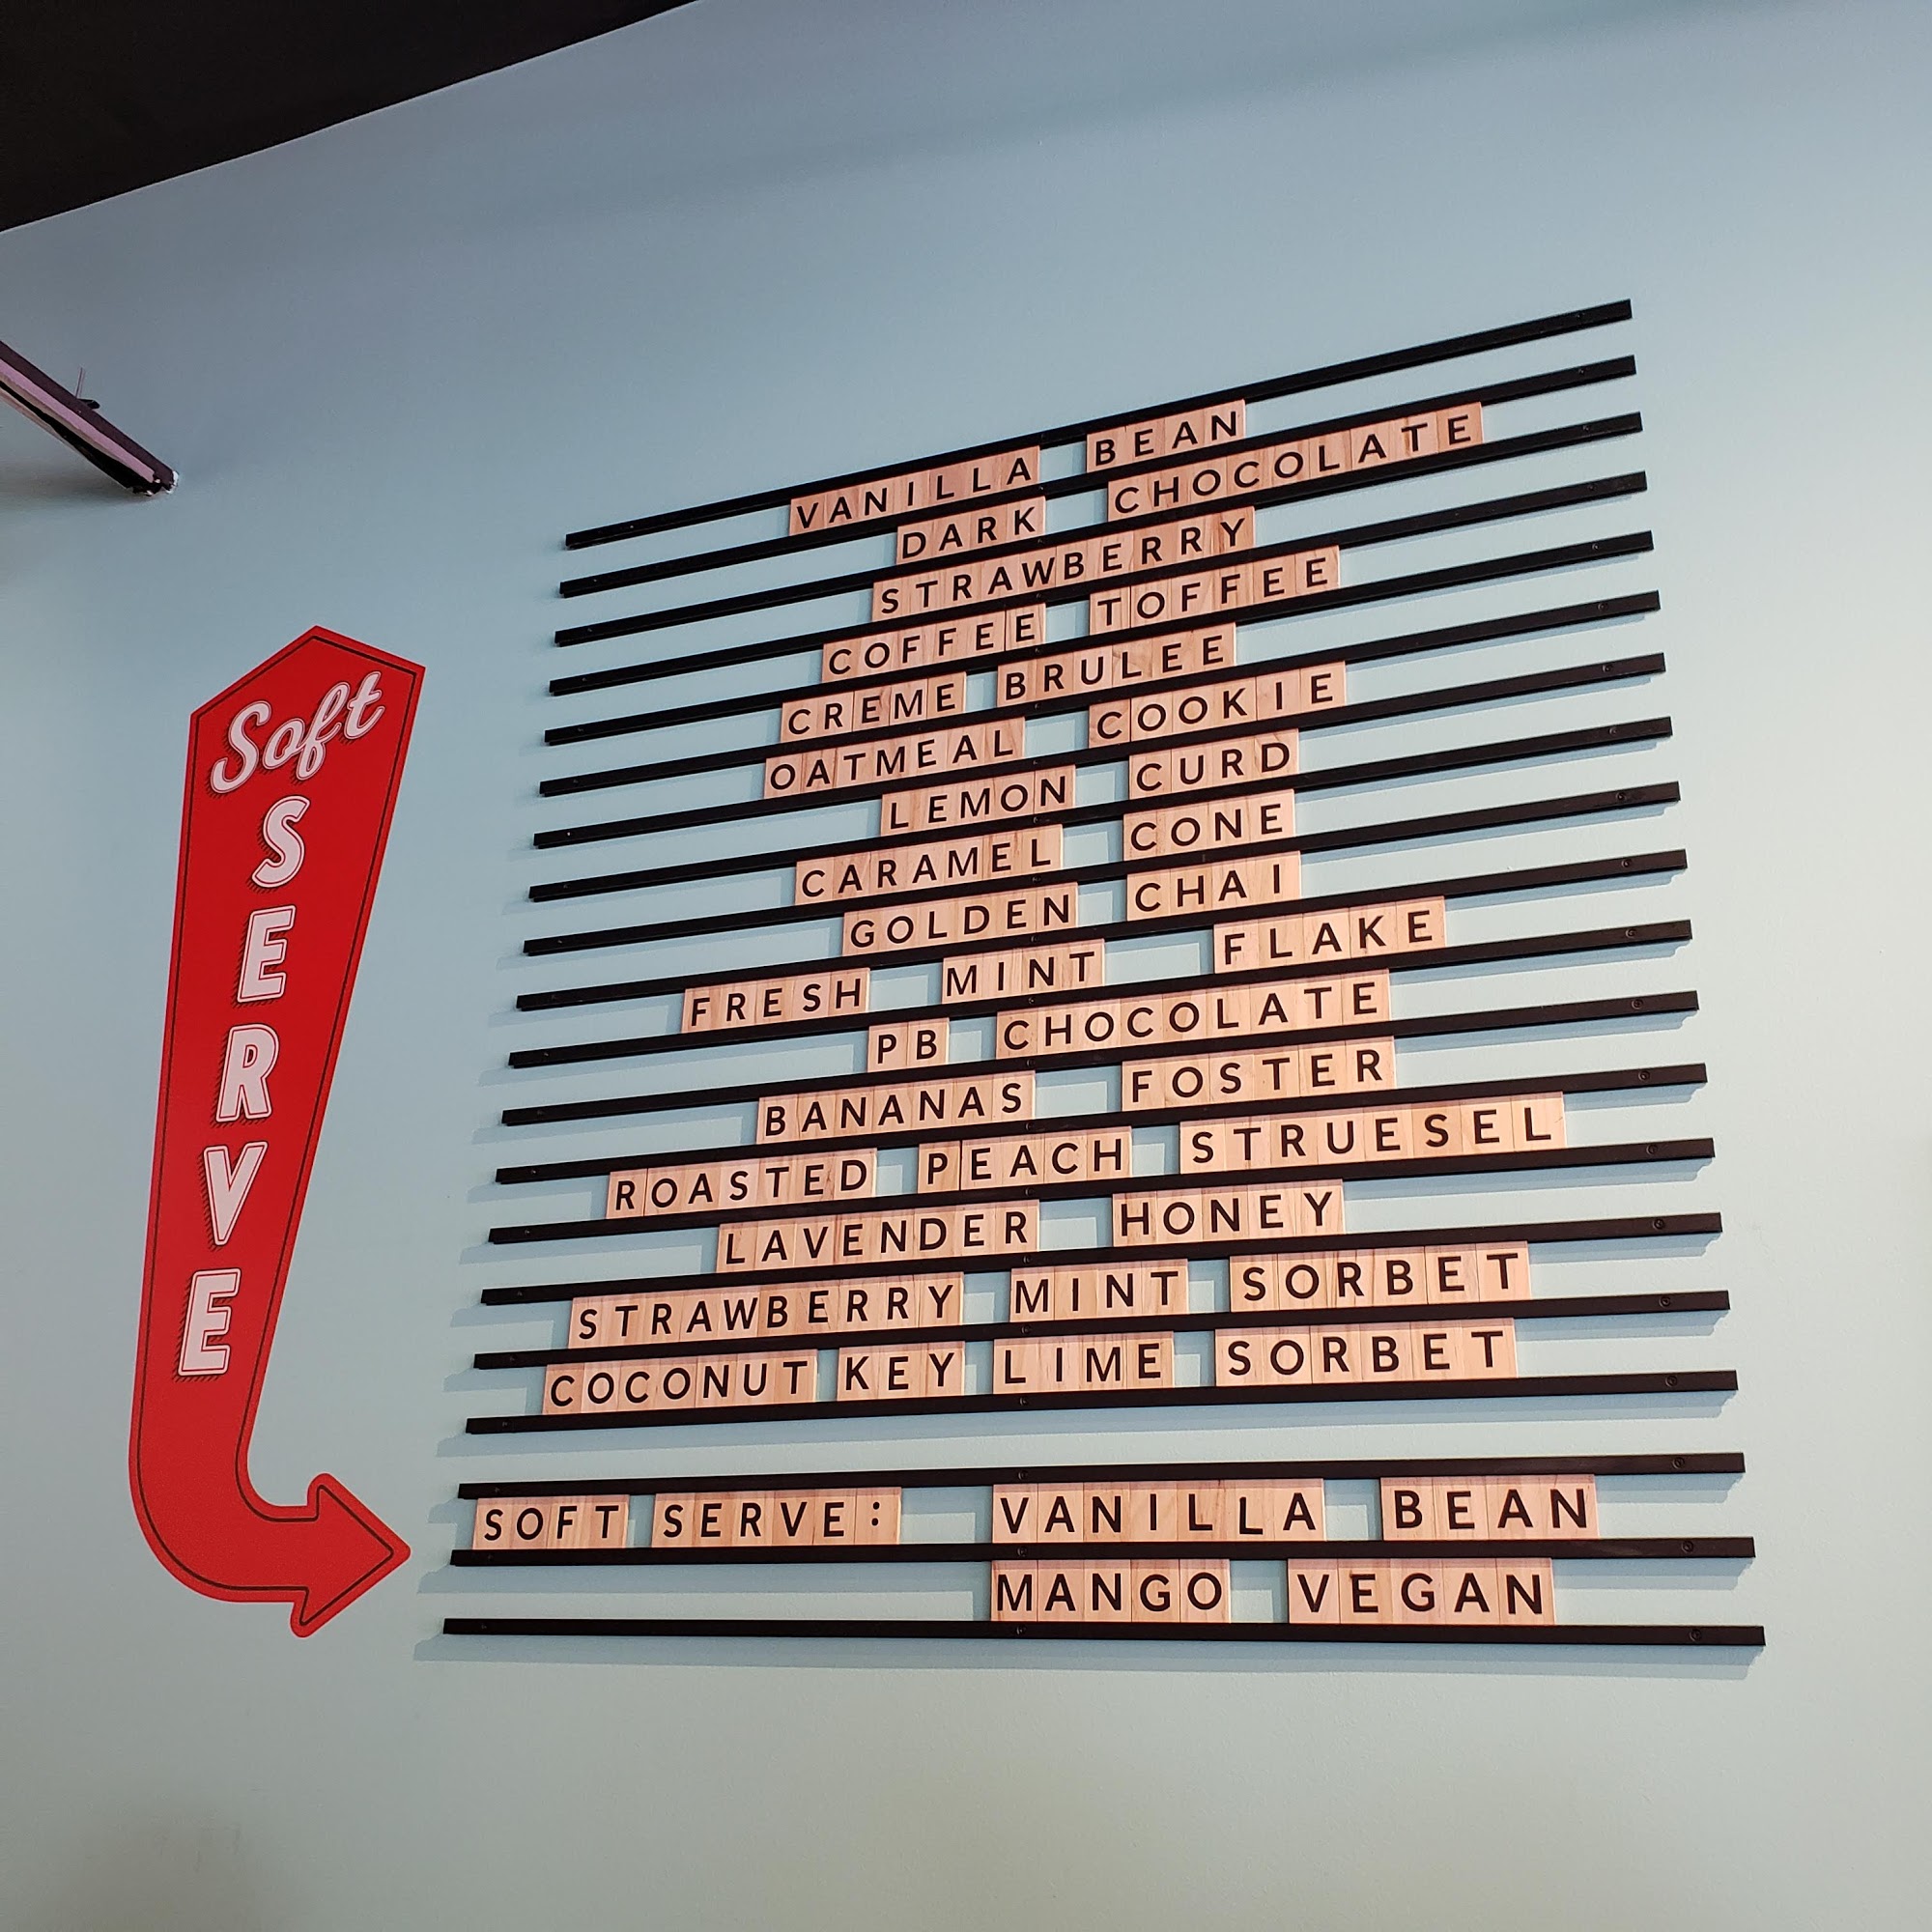 Soft
SERVE
VANILLA BEAN
DARK CHOCOLATE
STRAWBERRY
COFFEE TOFFEE
CREME BRULEE
OATMEAL COOKIE
LEMON CURD
CARAMEL CONE
GOLDEN CHAI
FRESH MINT FLAKE
PB CHOCOLATE
BANANAS FOSTER
ROASTED PEACH STRUESEL
LAVENDER HONEY
STRAWBERRY MINT SORBET
COCONUT KEY LIME SORBET
SOFT SERVE: VANILLA BEAN
MANGO VEGAN